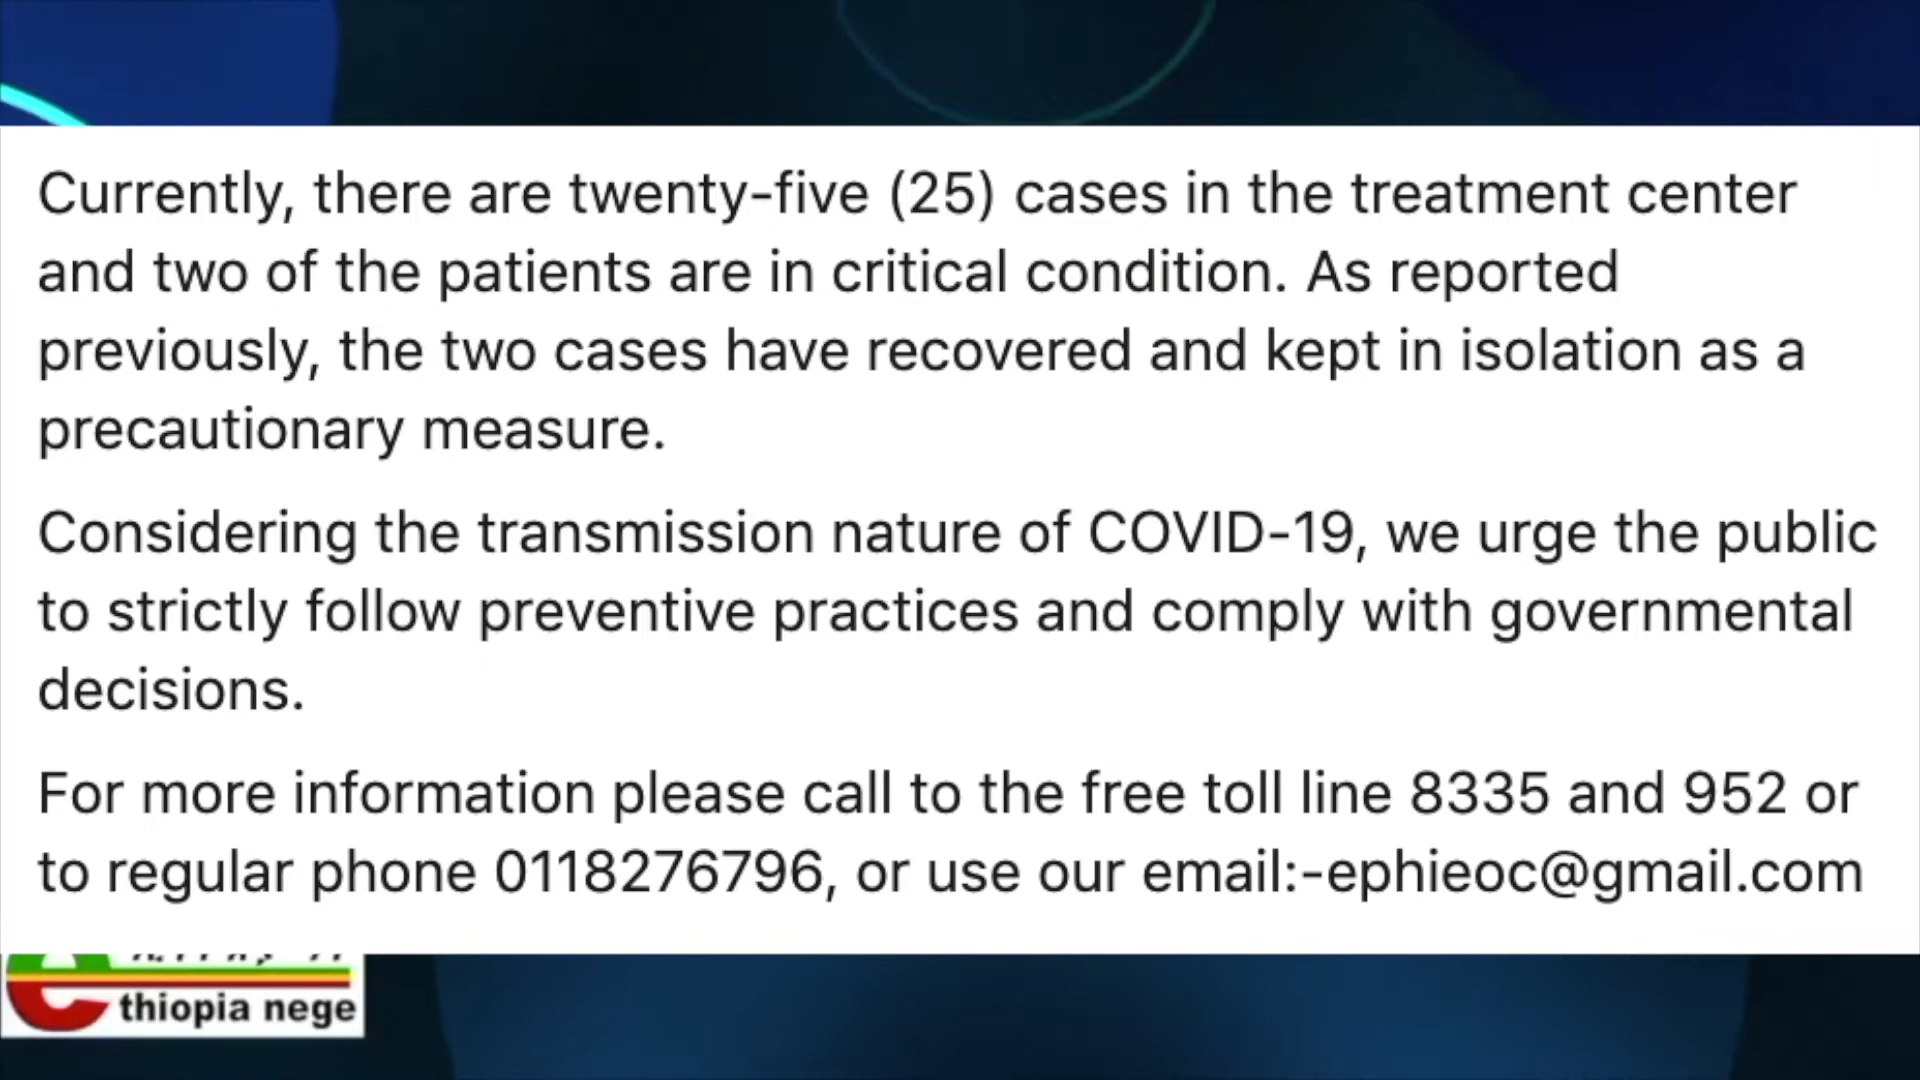 Currently, there are twenty-five (25) cases in the treatment center
and two of the patients are in critical condition. As reported
previously, the two cases have recovered and kept in isolation as a
precautionary measure.
Considering the transmission nature of COVID-19, we urge the public
to strictly follow preventive practices and comply with governmental
decisions.
For more information please call to the free toll line 8335 and 952 or
to regular phone 0118276796, or use our email:-ephieoc@gmail.com
ethiopia nege